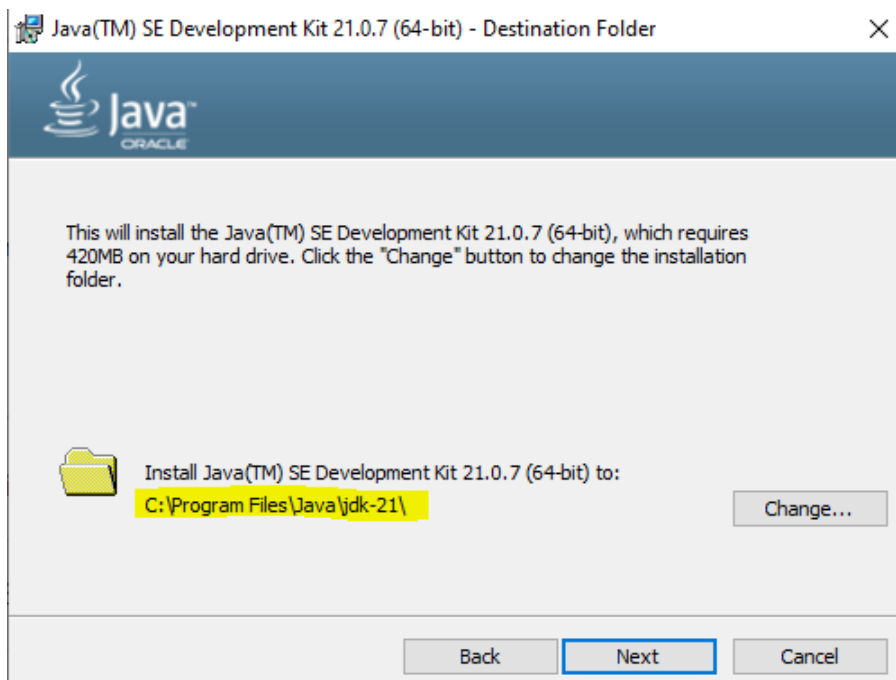 Java(TM) SE Development Kit 21.0.7 (64-bit) - Destination Folder
Java™
ORACLE
This will install the Java(TM) SE Development Kit 21.0.7 (64-bit), which requires
420MB on your hard drive. Click the "Change" button to change the installation
folder.
Install Java(TM) SE Development Kit 21.0.7 (64-bit) to:
C:\Program Files\Java\jdk-21\
Change...
Back Next Cancel